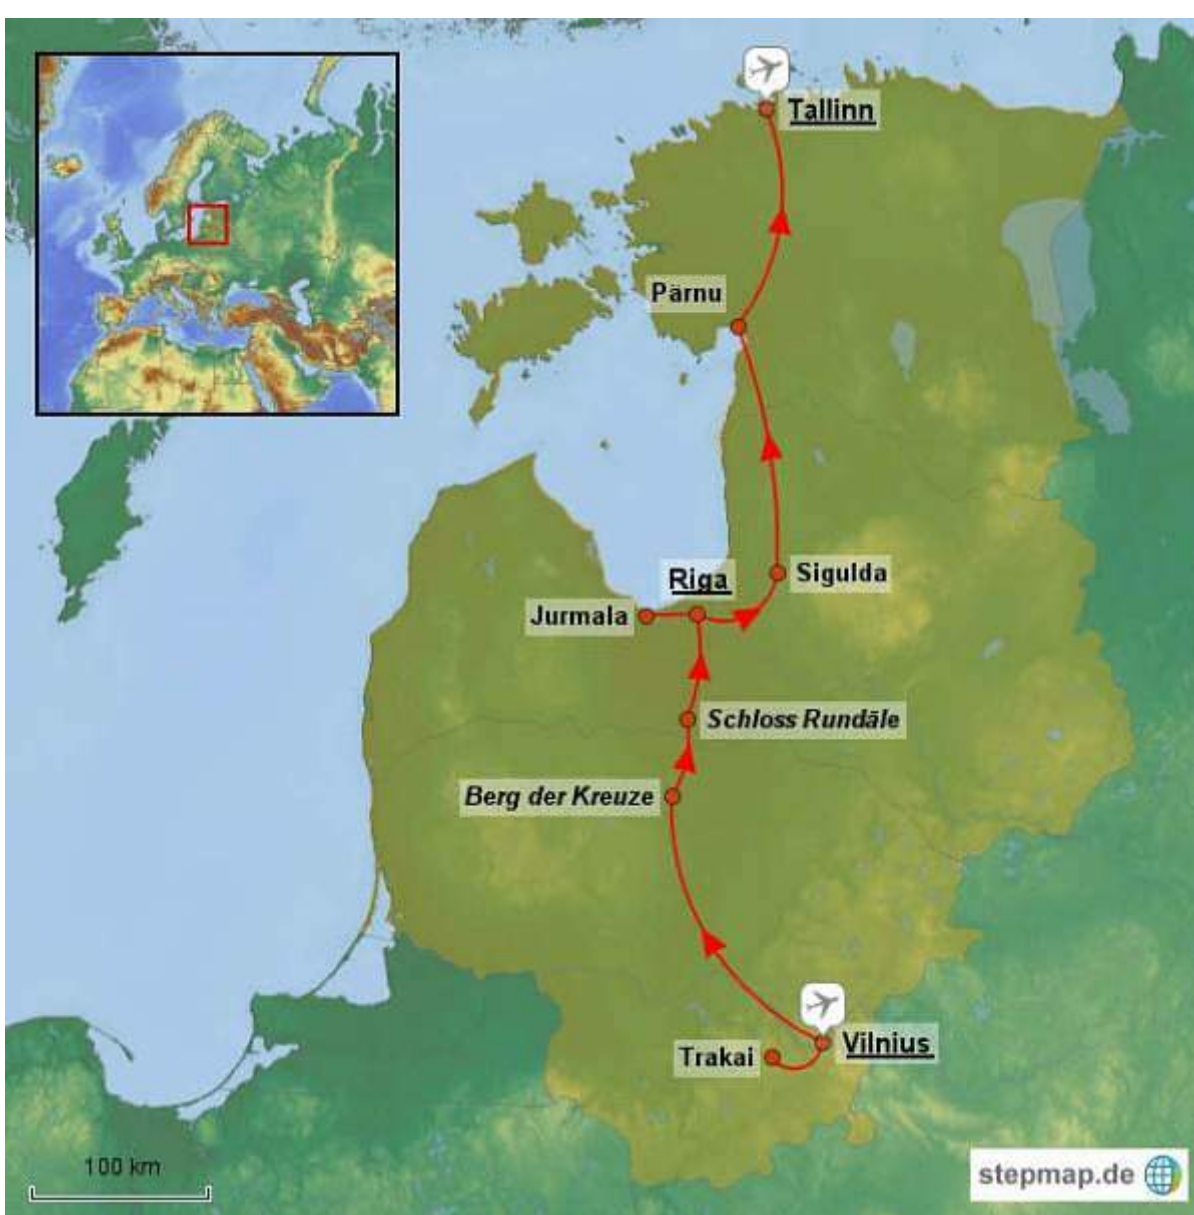 Tallinn
Pärnu
Sigulda
Riga
Jurmala
Schloss Rundāle
Berg der Kreuze
Vilnius
Trakai
100 km
stepmap.de